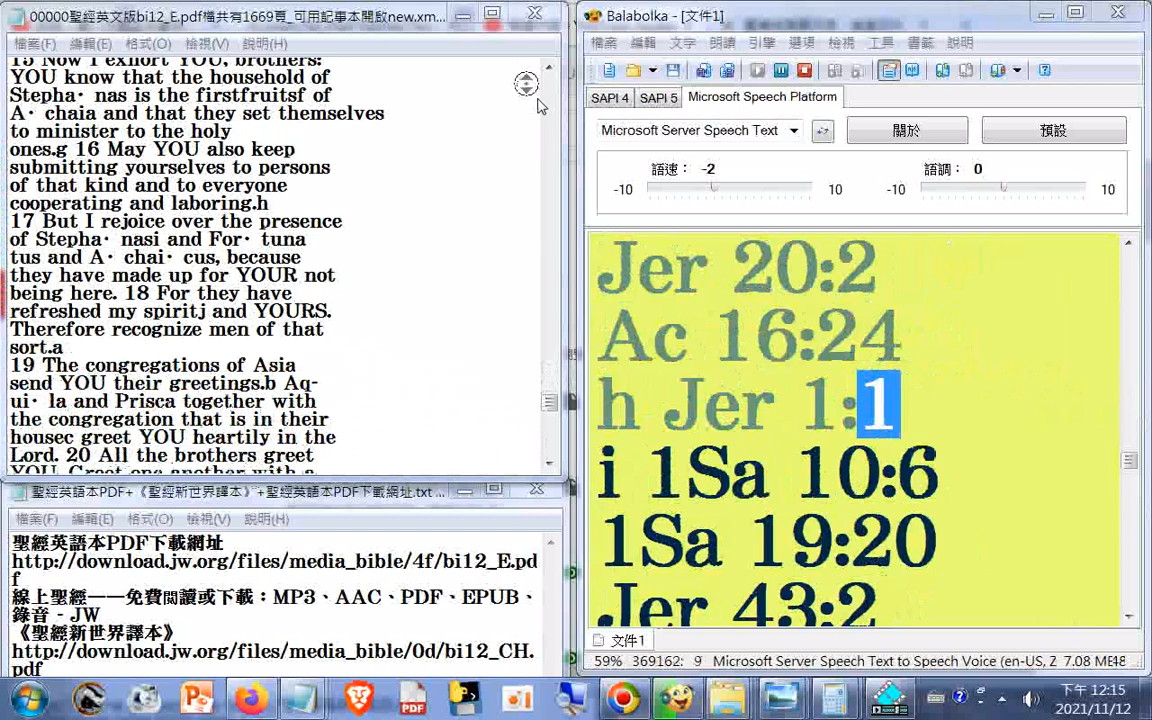 00000聖經英文版bi12_E.pdf檔共有1669頁_可用記事本開啟new.xm...
檔案(F) 編輯(E) 格式(O) 檢視(V) 說明(H)
15 Now I exhort YOU, brothers:
YOU know that the household of
Stepha· nas is the firstfruitsf of
A· chaia and that they set themselves
to minister to the holy
ones.g 16 May YOU also keep
submitting yourselves to persons
of that kind and to everyone
cooperating and laboring.h
17 But I rejoice over the presence
of Stepha· nasi and For· tuna
tus and A· chai· cus, because
they have made up for YOUR not
being here. 18 For they have
refreshed my spiritj and YOURS.
Therefore recognize men of that
sort.a
19 The congregations of Asia
send YOU their greetings.b Aq-
ui· la and Prisca together with
the congregation that is in their
housec greet YOU heartily in the
Lord. 20 All the brothers greet
YOU. Greet one another with a
聖經英語本PDF+《聖經新世界譯本》+聖經英語本PDF下載網址.txt ...
檔案(F) 編輯(E) 格式(O) 檢視(V) 說明(H)
聖經英語本PDF下載網址
http://download.jw.org/files/media_bible/4f/bi12_E.pd
f
線上聖經——免費閱讀或下載：MP3、AAC、PDF、EPUB、
錄音 - JW
《聖經新世界譯本》
http://download.jw.org/files/media_bible/0d/bi12_CH.
pdf
Balabolka - [文件1]
檔案 編輯 文字 朗讀 引擎 選項 檢視 工具 書籤 說明
SAPI 4 SAPI 5 Microsoft Speech Platform
Microsoft Server Speech Text 關於 預設
語速： -2 語調： 0
-10 10 -10 10
Jer 20:2
Ac 16:24
h Jer 1:1
i 1Sa 10:6
1Sa 19:20
Jer 43:2
文件1
59% 369162: 9 Microsoft Server Speech Text to Speech Voice (en-US, Z 7.08 ME48
下午 12:15
2021/11/12